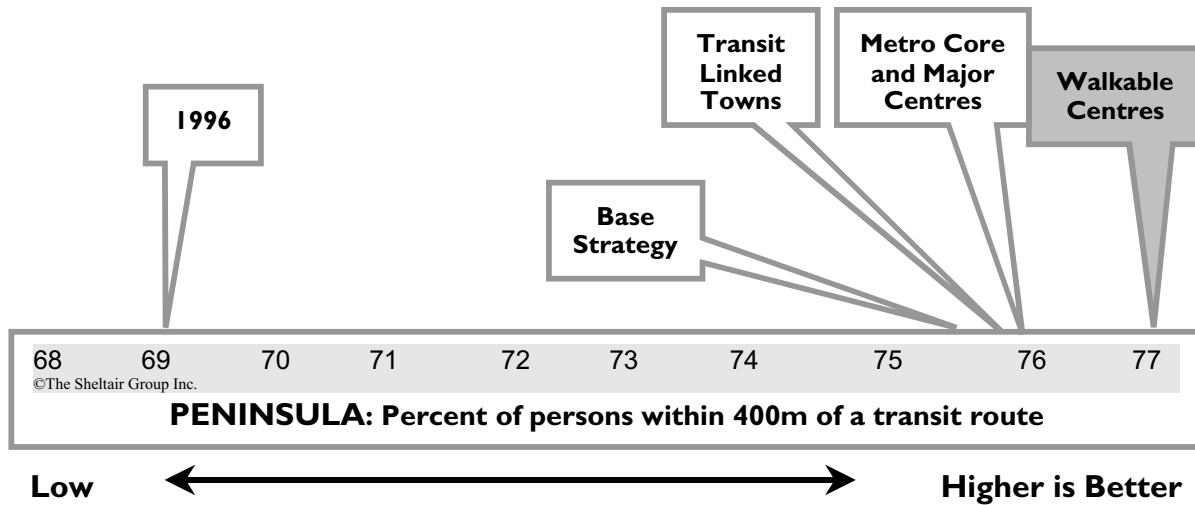 1996
Base
Strategy
Transit
Linked
Towns
Metro Core
and Major
Centres
Walkable
Centres
68 69 70 71 72 73 74 75 76 77
©The Sheltair Group Inc.
PENINSULA: Percent of persons within 400m of a transit route
Low Higher is Better